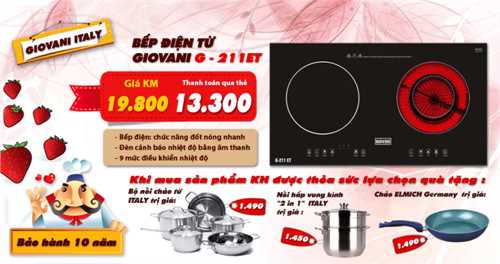 GIOVANI ITALY
BẾP ĐIỆN TỪ
GIOVANI G - 211ET
Giá KM
Thanh toán qua thẻ
19.800 13.300
- Bếp điện: chức năng đốt nóng nhanh
- Đèn cảnh báo nhiệt độ bằng âm thanh
- 9 mức điều khiển nhiệt độ
GIOVANI
G-211 ET
Khi mua sản phẩm KH được thỏa sức lựa chọn quà tặng :
Bộ nồi chảo từ
ITALY trị giá:
1.490
Nồi hấp vung kính
"2 in 1" ITALY
trị giá :
1.450
Chảo ELMICH Germany trị giá:
1.490
Bảo hành 10 năm